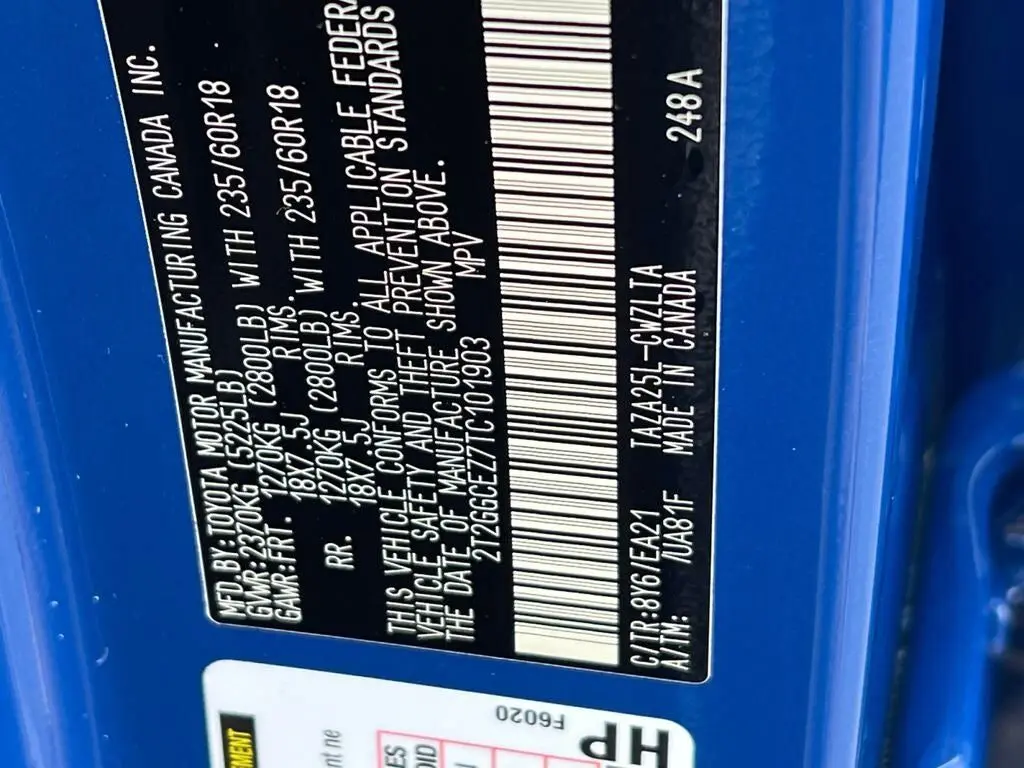 MFD.BY:TOYOTA MOTOR MANUFACTURING CANADA INC.
GVWR:2370KG (5225LB)
GAWR:FRT. 1270KG (2800LB) WITH 235/60R18
18X7.5J RIMS.
RR. 1270KG (2800LB) WITH 235/60R18
18X7.5J RIMS.
THIS VEHICLE CONFORMS TO ALL APPLICABLE FEDERA
VEHICLE SAFETY AND THEFT PREVENTION STANDARDS
THE DATE OF MANUFACTURE SHOWN ABOVE.
2T2GGCEZ7TC101903 MPV
C/TR:8Y6/EA21 TAZA25L-CWZLTA
A/TM: /UA81F MADE IN CANADA 248A
F6020
HP